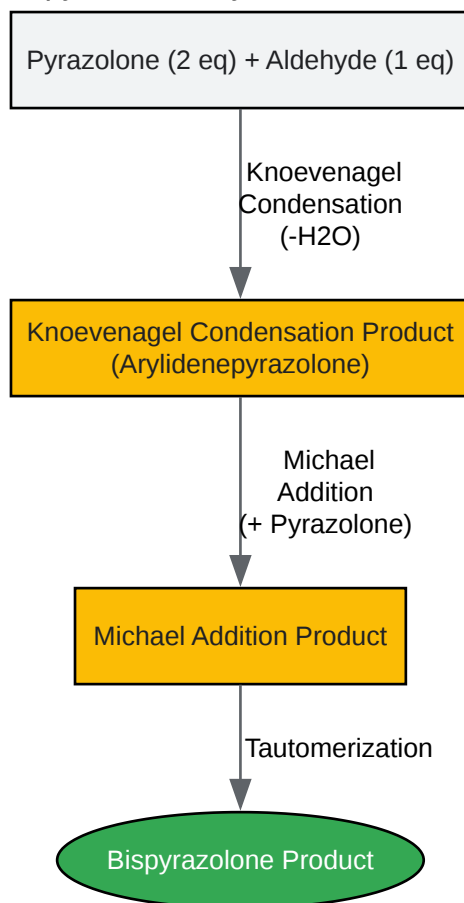 Pyrazolone (2 eq) + Aldehyde (1 eq)
Knoevenagel
Condensation
(-H2O)
Knoevenagel Condensation Product
(Arylidenepyrazolone)
Michael
Addition
(+ Pyrazolone)
Michael Addition Product
Tautomerization
Bispyrazolone Product